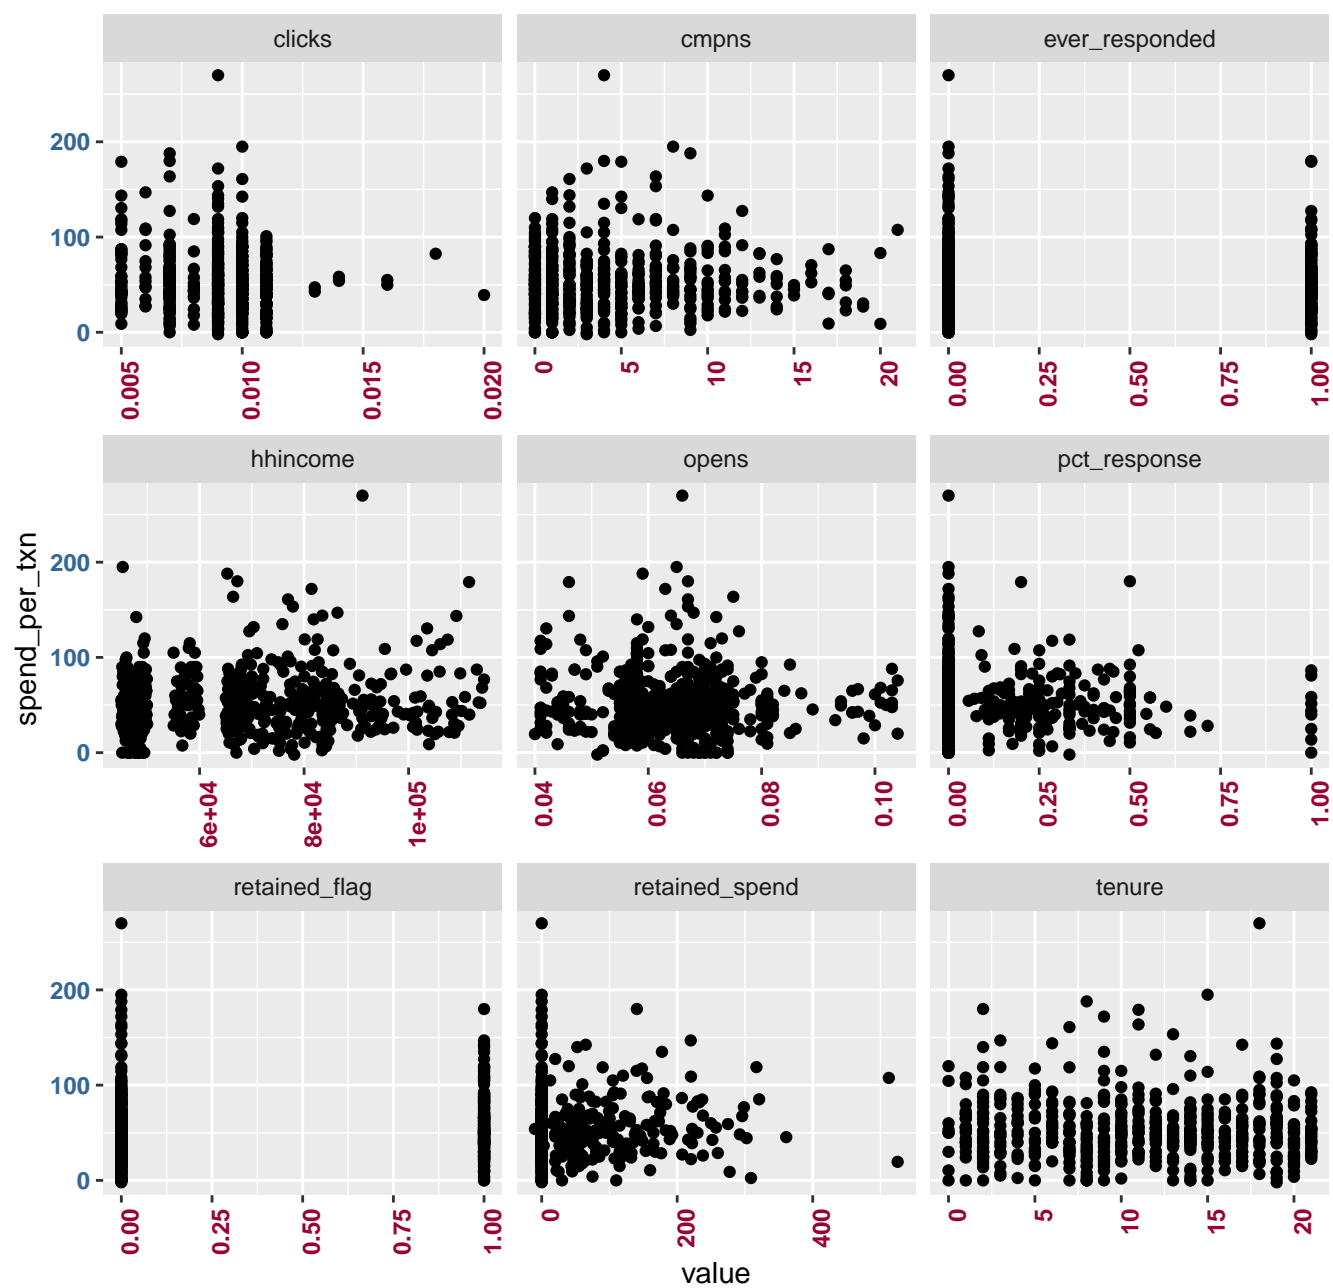 clicks cmpns ever_responded
200
100
0
0.005 0.010 0.015 0.020 0 5 10 15 20 0.00 0.25 0.50 0.75 1.00
hhincome opens pct_response
200
100
0
6e+04 8e+04 1e+05 0.04 0.06 0.08 0.10 0.00 0.25 0.50 0.75 1.00
spend_per_txn
retained_flag retained_spend tenure
200
100
0
0.00 0.25 0.50 0.75 1.00 0 200 400 0 5 10 15 20
value